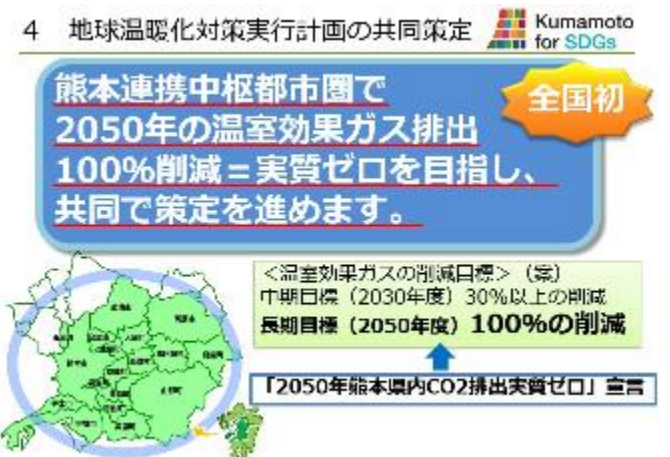 4 地球温暖化対策実行計画の共同策定
Kumamoto
for SDGs
熊本連携中枢都市圏で
2050年の温室効果ガス排出
100%削減＝実質ゼロを目指し、
共同で策定を進めます。
全国初
＜温室効果ガスの削減目標＞（案）
中期目標（2030年度）30%以上の削減
長期目標（2050年度）100%の削減
「2050年熊本県内CO2排出実質ゼロ」宣言